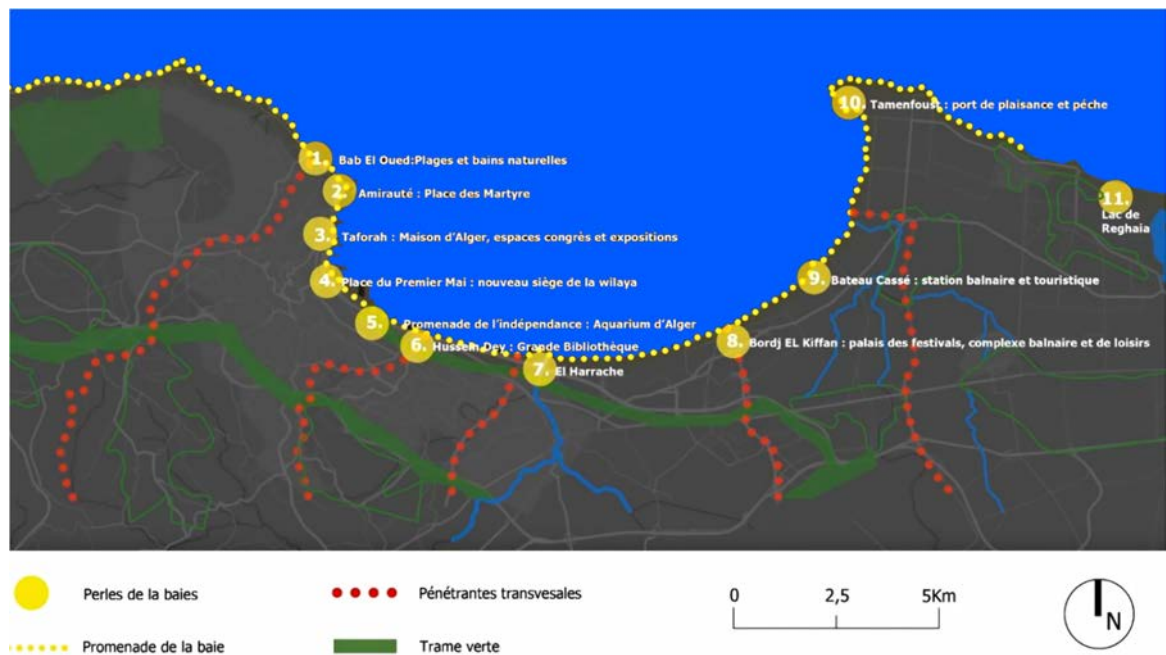 1. Bab El Oued:Plages et bains naturelles
2. Amirauté : Place des Martyre
3. Taforah : Maison d'Alger, espaces congrès et expositions
4. Place du Premier Mai : nouveau siège de la wilaya
5. Promenade de l'indépendance : Aquarium d'Alger
6. Hussein Dey : Grande Bibliothèque
7. El Harrache
8. Bordj EL Kiffan : palais des festivals, complexe balnaire et de loisirs
9. Bateau Cassé : station balnaire et touristique
10. Tamenfoust : port de plaisance et péche
11.
Lac de
Reghaia
Perles de la baies
Pénétrantes transvesales
0 2,5 5Km
N
Promenade de la baie
Trame verte